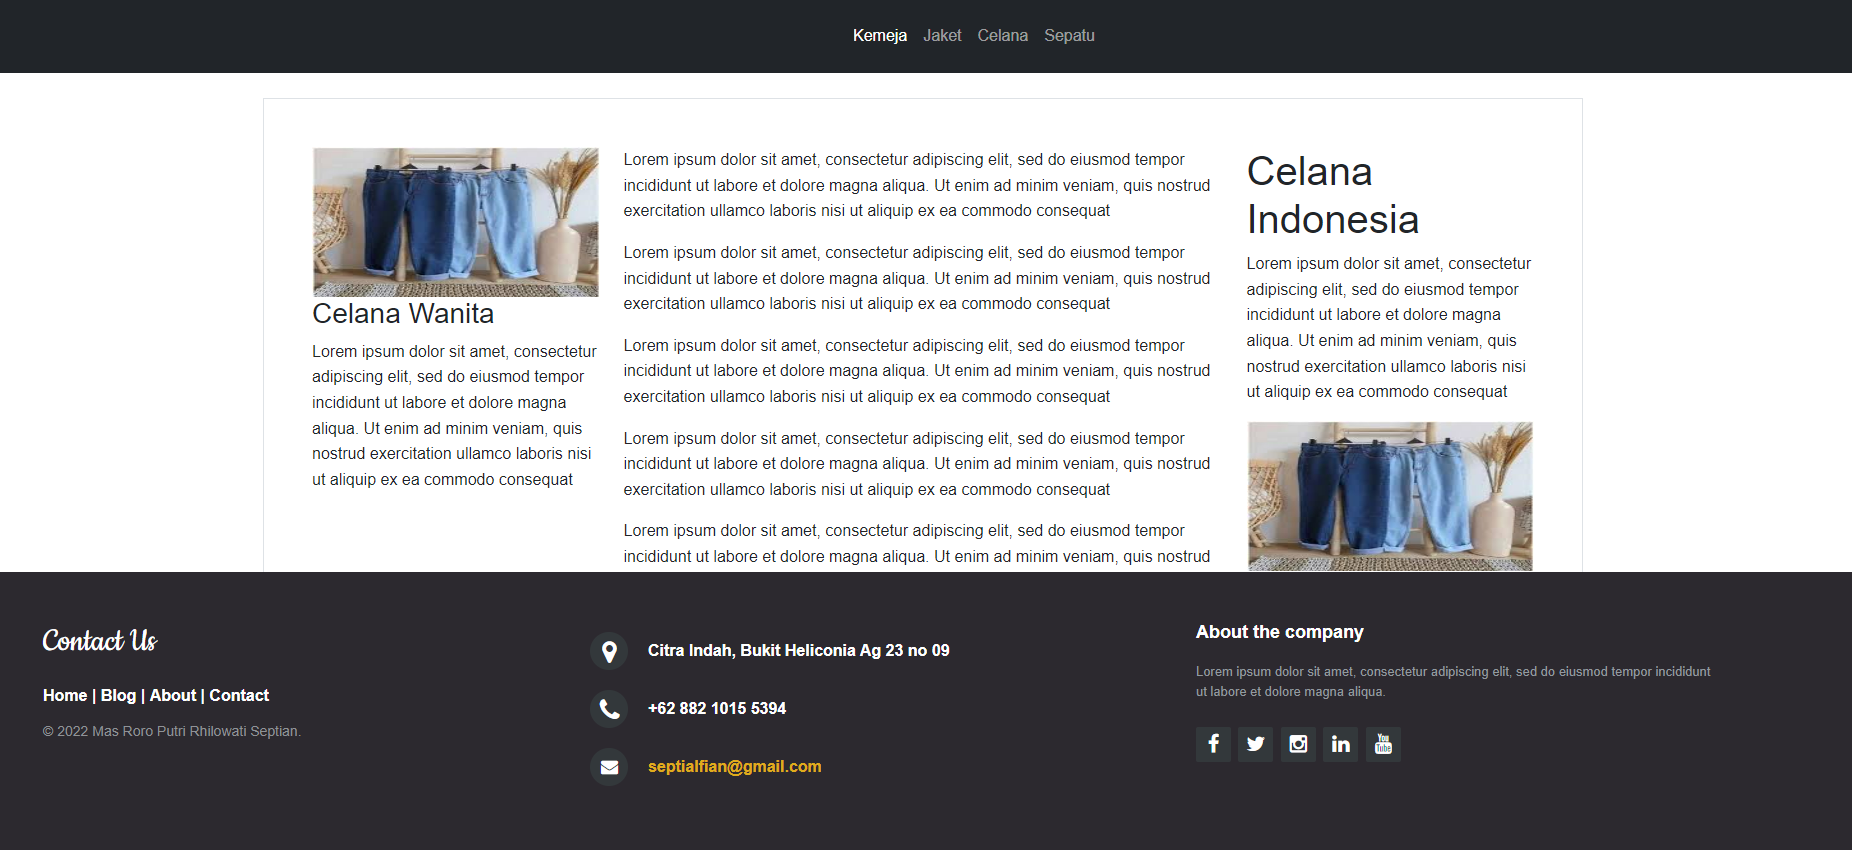 Kemeja Jaket Celana Sepatu
Celana Wanita
Lorem ipsum dolor sit amet, consectetur
adipiscing elit, sed do eiusmod tempor
incididunt ut labore et dolore magna
aliqua. Ut enim ad minim veniam, quis
nostrud exercitation ullamco laboris nisi
ut aliquip ex ea commodo consequat
Lorem ipsum dolor sit amet, consectetur adipiscing elit, sed do eiusmod tempor
incididunt ut labore et dolore magna aliqua. Ut enim ad minim veniam, quis nostrud
exercitation ullamco laboris nisi ut aliquip ex ea commodo consequat
Lorem ipsum dolor sit amet, consectetur adipiscing elit, sed do eiusmod tempor
incididunt ut labore et dolore magna aliqua. Ut enim ad minim veniam, quis nostrud
exercitation ullamco laboris nisi ut aliquip ex ea commodo consequat
Lorem ipsum dolor sit amet, consectetur adipiscing elit, sed do eiusmod tempor
incididunt ut labore et dolore magna aliqua. Ut enim ad minim veniam, quis nostrud
exercitation ullamco laboris nisi ut aliquip ex ea commodo consequat
Lorem ipsum dolor sit amet, consectetur adipiscing elit, sed do eiusmod tempor
incididunt ut labore et dolore magna aliqua. Ut enim ad minim veniam, quis nostrud
exercitation ullamco laboris nisi ut aliquip ex ea commodo consequat
Lorem ipsum dolor sit amet, consectetur adipiscing elit, sed do eiusmod tempor
incididunt ut labore et dolore magna aliqua. Ut enim ad minim veniam, quis nostrud
Celana
Indonesia
Lorem ipsum dolor sit amet, consectetur
adipiscing elit, sed do eiusmod tempor
incididunt ut labore et dolore magna
aliqua. Ut enim ad minim veniam, quis
nostrud exercitation ullamco laboris nisi
ut aliquip ex ea commodo consequat
Contact Us
Home | Blog | About | Contact
© 2022 Mas Roro Putri Rhilowati Septian.
Citra Indah, Bukit Heliconia Ag 23 no 09
+62 882 1015 5394
septialfian@gmail.com
About the company
Lorem ipsum dolor sit amet, consectetur adipiscing elit, sed do eiusmod tempor incididunt
ut labore et dolore magna aliqua.
You
Tube